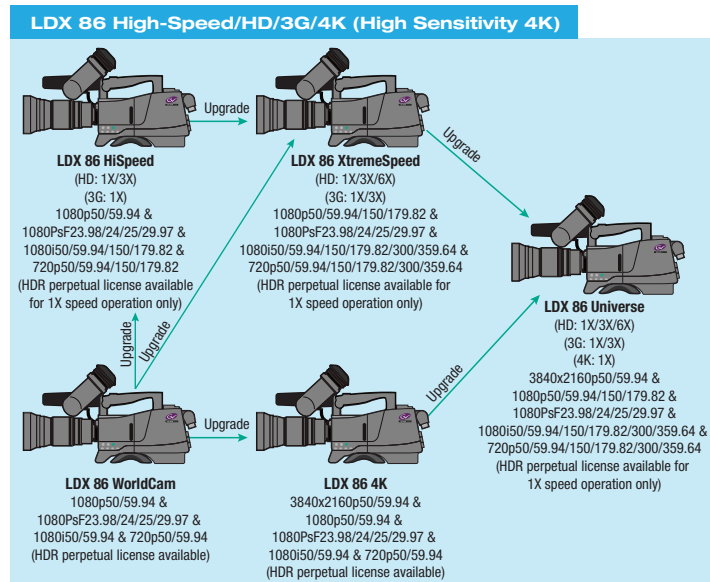 LDX 86 High-Speed/HD/3G/4K (High Sensitivity 4K)
Upgrade
LDX 86 HiSpeed
(HD: 1X/3X)
(3G: 1X)
1080p50/59.94 &
1080PsF23.98/24/25/29.97 &
1080i50/59.94/150/179.82 &
720p50/59.94/150/179.82
(HDR perpetual license available
for 1X speed operation only)
LDX 86 XtremeSpeed
(HD: 1X/3X/6X)
(3G: 1X/3X)
1080p50/59.94/150/179.82 &
1080PsF23.98/24/25/29.97 &
1080i50/59.94/150/179.82/300/359.64 &
720p50/59.94/150/179.82/300/359.64
(HDR perpetual license available for
1X speed operation only)
Upgrade
LDX 86 Universe
(HD: 1X/3X/6X)
(3G: 1X/3X)
(4K: 1X)
3840x2160p50/59.94 &
1080p50/59.94/150/179.82 &
1080PsF23.98/24/25/29.97 &
1080i50/59.94/150/179.82/300/359.64 &
720p50/59.94/150/179.82/300/359.64
(HDR perpetual license available for
1X speed operation only)
Upgrade
Upgrade
Upgrade
Upgrade
LDX 86 WorldCam
1080p50/59.94 &
1080PsF23.98/24/25/29.97 &
1080i50/59.94 & 720p50/59.94
(HDR perpetual license available)
LDX 86 4K
3840x2160p50/59.94 &
1080p50/59.94 &
1080PsF23.98/24/25/29.97 &
1080i50/59.94 & 720p50/59.94
(HDR perpetual license available)